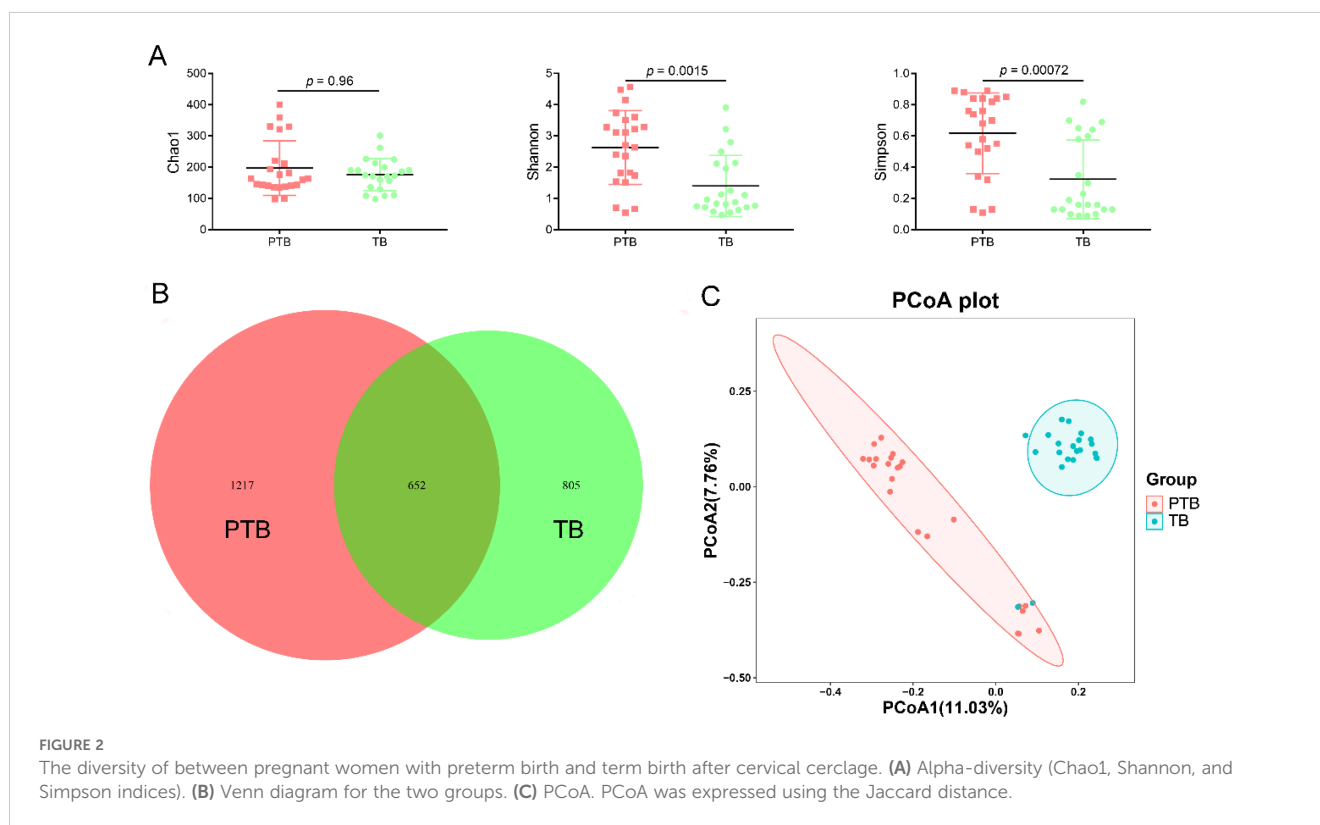 A
p = 0.96
p = 0.0015
p = 0.00072
500
400
300
200
100
0
Chao1
PTB
TB
5
4
3
2
1
0
Shannon
PTB
TB
1.0
0.8
0.6
0.4
0.2
0.0
Simpson
PTB
TB
B
1217
652
805
PTB
TB
C
PCoA plot
0.25
0.00
−0.25
−0.50
PCoA2(7.76%)
−0.4
−0.2
0.0
0.2
PCoA1(11.03%)
Group
PTB
TB
FIGURE 2
The diversity of between pregnant women with preterm birth and term birth after cervical cerclage. (A) Alpha-diversity (Chao1, Shannon, and
Simpson indices). (B) Venn diagram for the two groups. (C) PCoA. PCoA was expressed using the Jaccard distance.